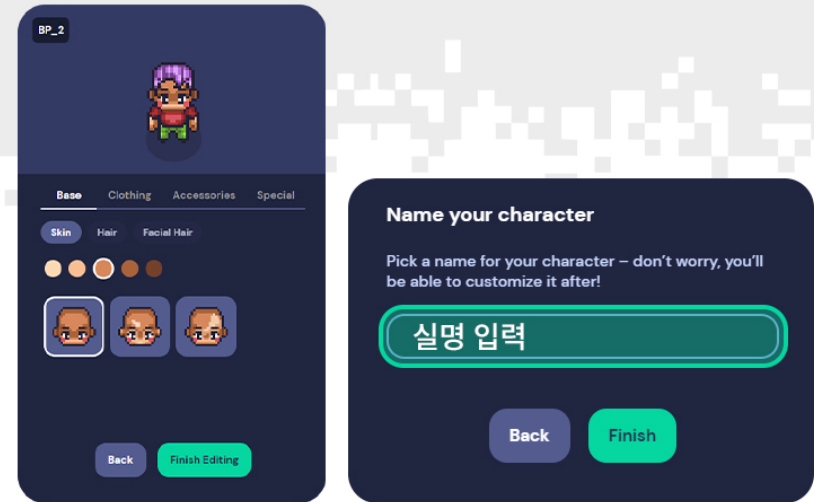 BP_2
Base Clothing Accessories Special
Skin Hair Facial Hair
Back Finish Editing
Name your character
Pick a name for your character – don't worry, you'll
be able to customize it after!
실명 입력
Back Finish